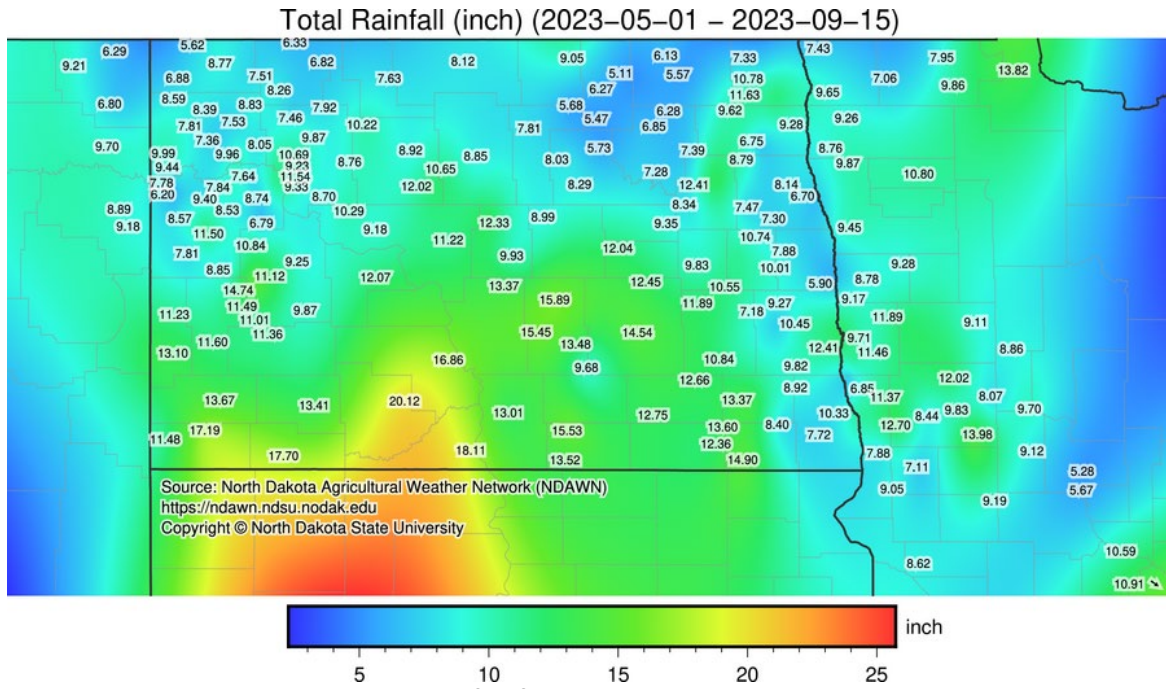 Total Rainfall (inch) (2023−05−01 − 2023−09−15)
6.29 5.62 6.33 7.43
9.21 8.77 6.82 8.12 9.05 6.13 7.33 7.95
6.88 7.51 7.63 5.11 5.57 10.78 7.06 13.82
8.26 6.27 11.63 9.65 9.86
6.80 8.59 8.39 8.83 7.92 5.68 6.28 9.62
7.81 7.53 7.46 10.22 7.81 5.47 6.85 9.28 9.26
9.70 7.36 8.05 9.87 8.92 5.73 7.39 6.75 8.76
9.99 9.96 10.69 8.76 8.85 8.03 8.79 9.87
9.44 9.23 10.65 7.28 10.80
7.78 7.64 11.54
6.20 7.84 9.33 12.02 8.29 12.41 8.14
9.40 8.74 8.70 6.70
8.89 8.53 10.29 8.34 7.47
9.18 8.57 6.79 9.18 12.33 8.99 9.35 7.30 9.45
11.50 10.84 11.22 12.04 10.74
7.81 9.25 9.93 7.88
8.85 11.12 12.07 9.83 10.01 9.28
14.74 13.37 12.45 10.55 5.90 8.78
11.23 11.49 9.87 15.89 11.89 7.18 9.27 9.17
11.01 10.45 11.89 9.11
11.60 11.36 15.45 13.48 14.54 9.71
13.10 16.86 10.84 12.41 11.46 8.86
9.68 12.66 9.82 12.02
13.67 13.41 20.12 13.37 8.92 6.85 11.37 8.07
13.01 12.75 10.33 8.44 9.83 9.70
11.48 17.19 15.53 13.60 8.40 7.72 12.70 13.98
17.70 18.11 13.52 12.36 14.90 7.88 7.11 9.12 5.28
Source: North Dakota Agricultural Weather Network (NDAWN) 9.05 5.67
https://ndawn.ndsu.nodak.edu 9.19
Copyright © North Dakota State University
10.59
8.62
10.91
inch
5 10 15 20 25